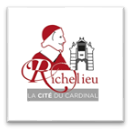 Richelieu
LA CITÉ DU CARDINAL